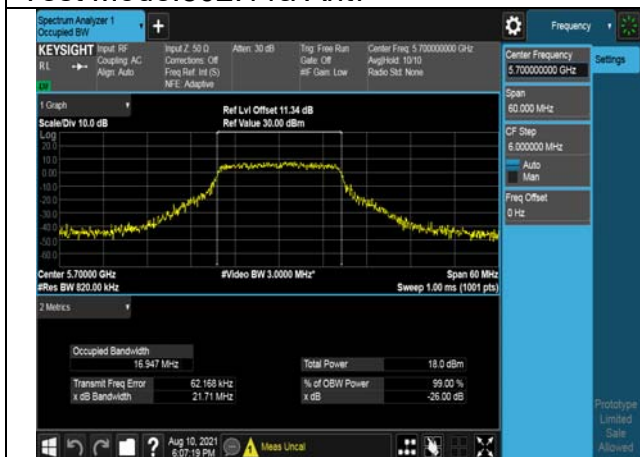 Spectrum Analyzer 1
Occupied BW
Frequency
KEYSIGHT
RL
Input: RF
Coupling: AC
Align: Auto
Input Z: 50 Ω
Corrections: Off
Freq Ref: Int (S)
NFE: Adaptive
Atten: 30 dB
Trig: Free Run
Gate: Off
#IF Gain: Low
Center Freq: 5.700000000 GHz
Avg|Hold: 10/10
Radio Std: None
Center Frequency
5.700000000 GHz
Settings
Span
60.000 MHz
CF Step
6.000000 MHz
Auto
Man
Freq Offset
0 Hz
1 Graph
Scale/Div 10.0 dB
Ref Lvl Offset 11.34 dB
Ref Value 30.00 dBm
Log
20.0
10.0
0.00
-10.0
-20.0
-30.0
-40.0
-50.0
-60.0
Center 5.70000 GHz
#Res BW 820.00 kHz
#Video BW 3.0000 MHz*
Span 60 MHz
Sweep 1.00 ms (1001 pts)
2 Metrics
Occupied Bandwidth
16.947 MHz
Total Power
18.0 dBm
Transmit Freq Error
62.168 kHz
% of OBW Power
99.00 %
x dB Bandwidth
21.71 MHz
x dB
-26.00 dB
Aug 10, 2021
6:07:19 PM
Meas Uncal
Prototype
Limited
Sale
Allowed